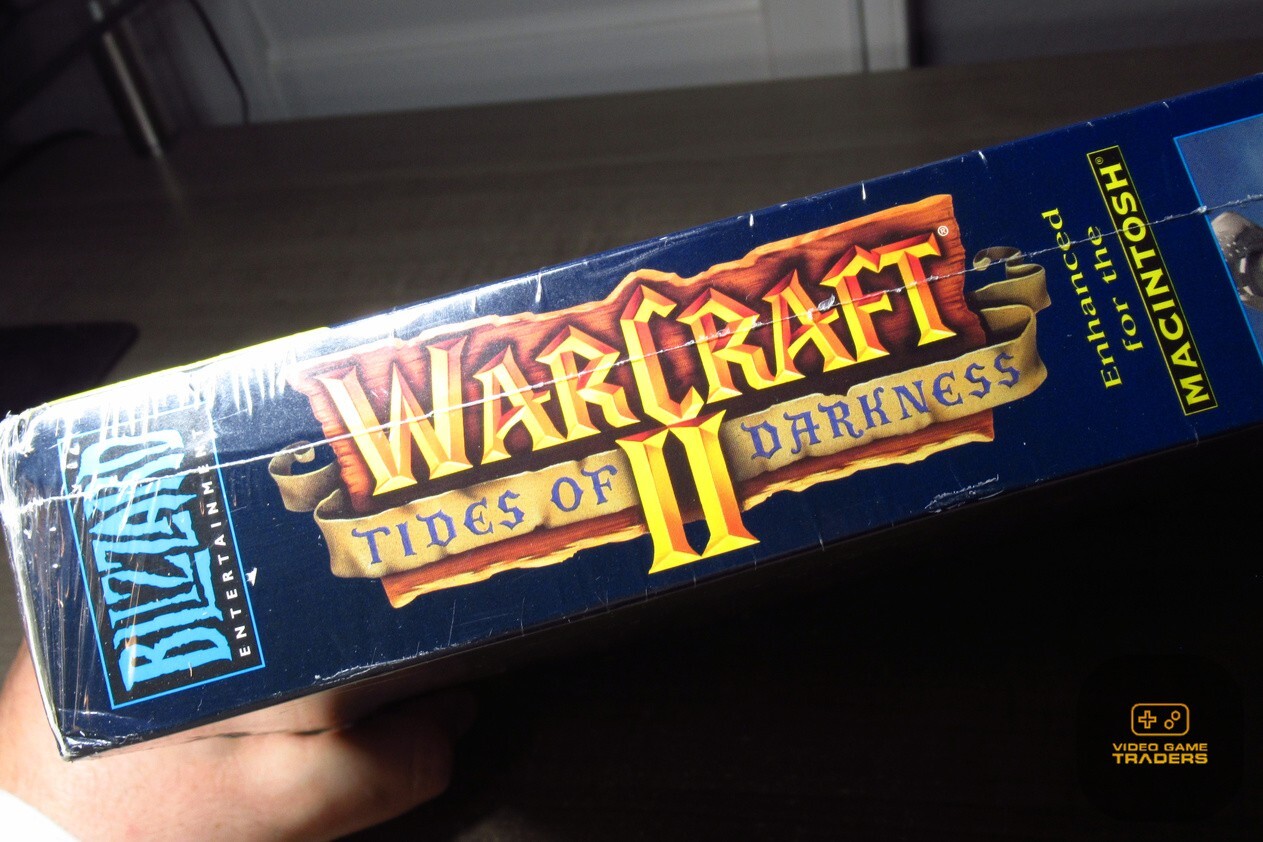 BLIZZARD
ENTERTAINMENT
WARCRAFT®
II
TIDES OF DARKNESS
Enhanced
for the
MACINTOSH®
VIDEO GAME
TRADERS